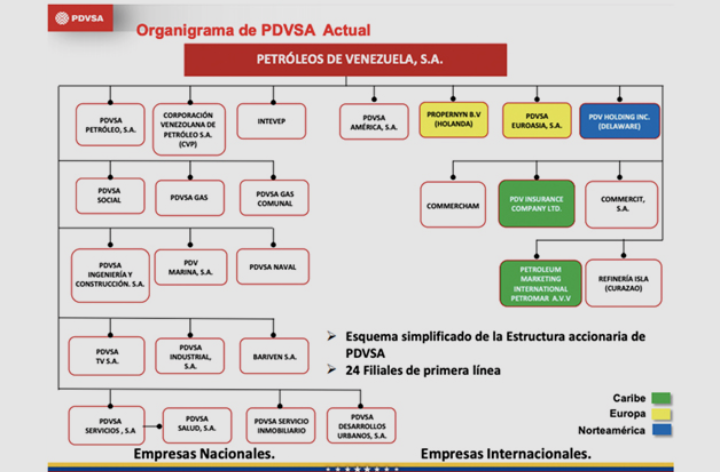 PDVSA
Organigrama de PDVSA Actual
PETRÓLEOS DE VENEZUELA, S.A.
PDVSA
PETRÓLEO, S.A.
CORPORACIÓN
VENEZOLANA DE
PETRÓLEO S.A.
(CVP)
INTEVEP
PDVSA
AMÉRICA, S.A.
PROPERNYN B.V
(HOLANDA)
PDVSA
EUROASIA, S.A.
PDV HOLDING INC.
(DELAWARE)
PDVSA
SOCIAL
PDVSA GAS
PDVSA GAS
COMUNAL
COMMERCHAM
PDV INSURANCE
COMPANY LTD.
COMMERCIT,
S.A.
PDVSA
INGENIERÍA Y
CONSTRUCCIÓN. S.A.
PDV
MARINA, S.A.
PDVSA NAVAL
PETROLEUM
MARKETING
INTERNATIONAL
PETROMAR A.V.V
REFINERÍA ISLA
(CURAZAO)
PDVSA
TV S.A.
PDVSA
INDUSTRIAL,
S.A.
BARIVEN S.A.
➢ Esquema simplificado de la Estructura accionaria de
PDVSA
➢ 24 Filiales de primera línea
PDVSA
SERVICIOS , S.A
PDVSA
SALUD, S.A.
PDVSA SERVICIO
INMOBILIARIO
PDVSA
DESARROLLOS
URBANOS, S.A.
Caribe
Europa
Norteamérica
Empresas Nacionales.
Empresas Internacionales.